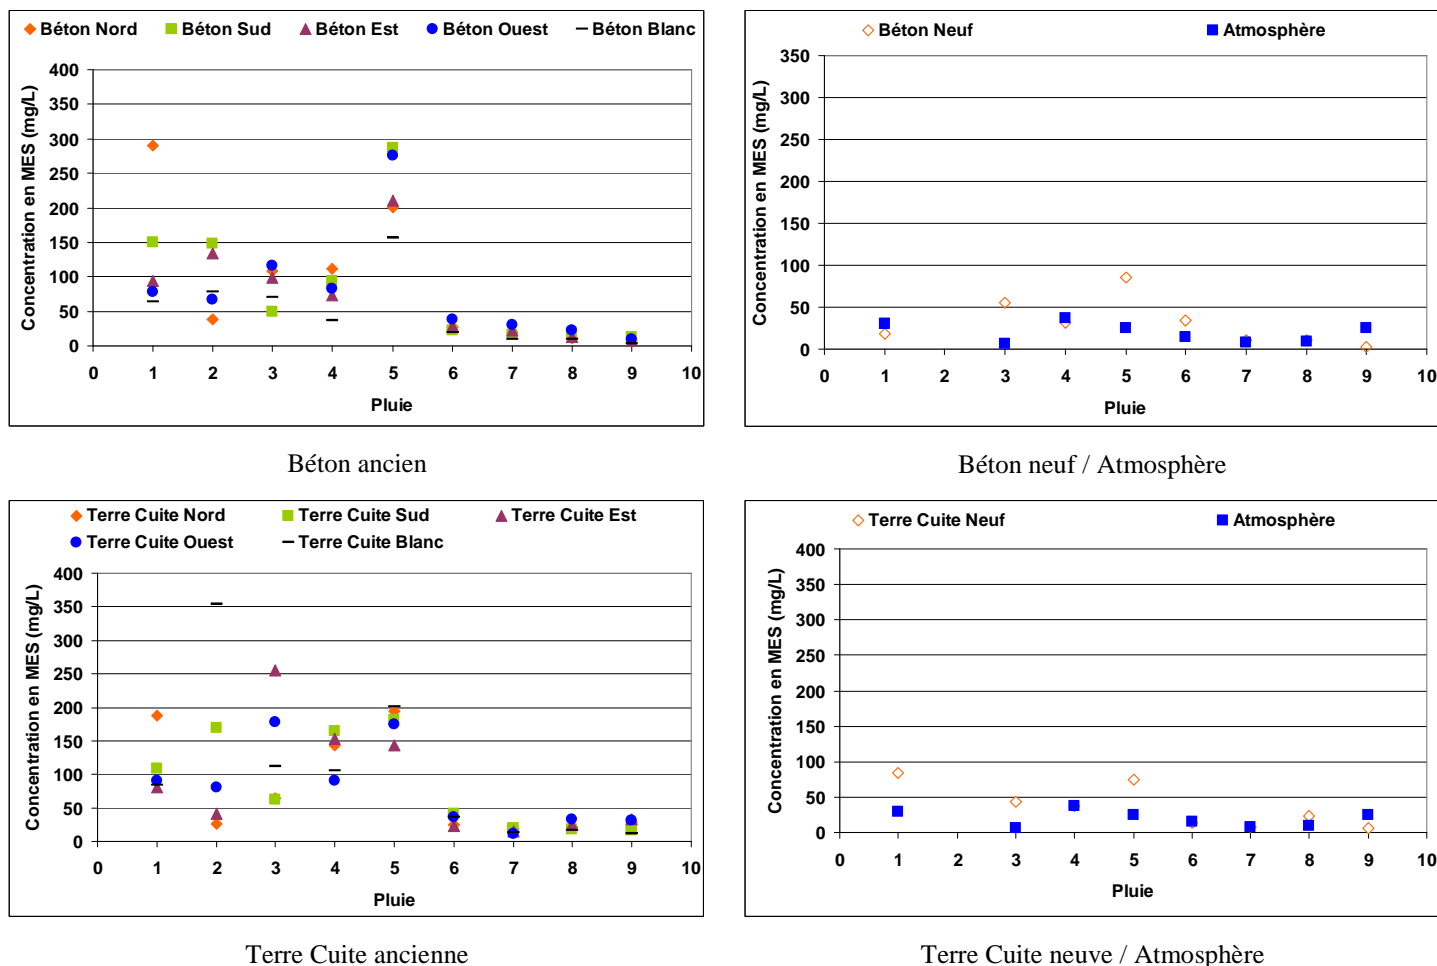 Béton Nord Béton Sud Béton Est Béton Ouest Béton Blanc
Concentration en MES (mg/L)
400
350
300
250
200
150
100
50
0
0 1 2 3 4 5 6 7 8 9 10
Pluie
Béton ancien
Béton Neuf Atmosphère
Concentration en MES (mg/L)
350
300
250
200
150
100
50
0
0 1 2 3 4 5 6 7 8 9 10
Pluie
Béton neuf / Atmosphère
Terre Cuite Nord Terre Cuite Sud Terre Cuite Est
Terre Cuite Ouest Terre Cuite Blanc
Concentration en MES (mg/L)
400
350
300
250
200
150
100
50
0
0 1 2 3 4 5 6 7 8 9 10
Pluie
Terre Cuite ancienne
Terre Cuite Neuf Atmosphère
Concentration en MES (mg/L)
400
350
300
250
200
150
100
50
0
0 1 2 3 4 5 6 7 8 9 10
Pluie
Terre Cuite neuve / Atmosphère